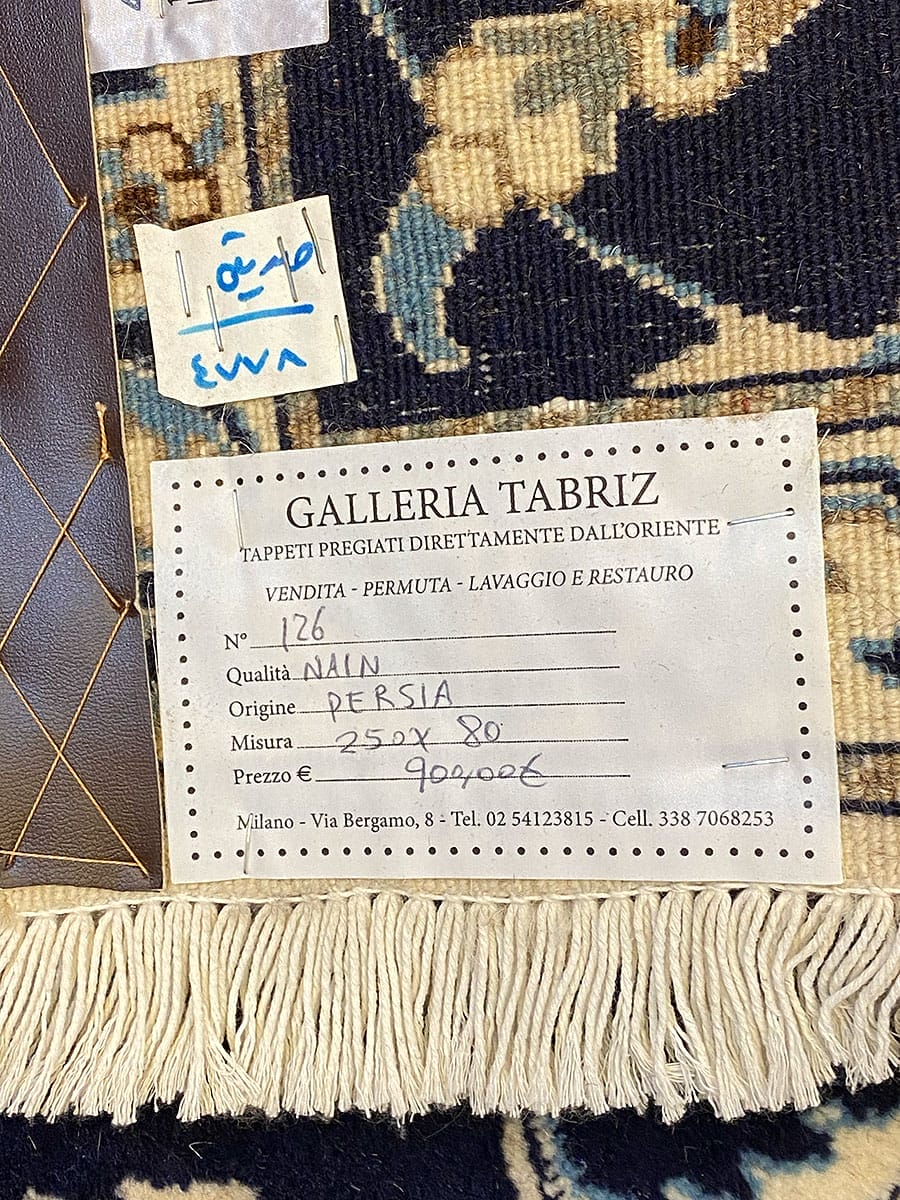 ٤٧٧٨
GALLERIA TABRIZ
TAPPETI PREGIATI DIRETTAMENTE DALL'ORIENTE
VENDITA - PERMUTA - LAVAGGIO E RESTAURO
N° 126
Qualità NAIN
Origine PERSIA
Misura 250X 80
Prezzo € 900,00€
Milano - Via Bergamo, 8 - Tel. 02 54123815 - Cell. 338 7068253